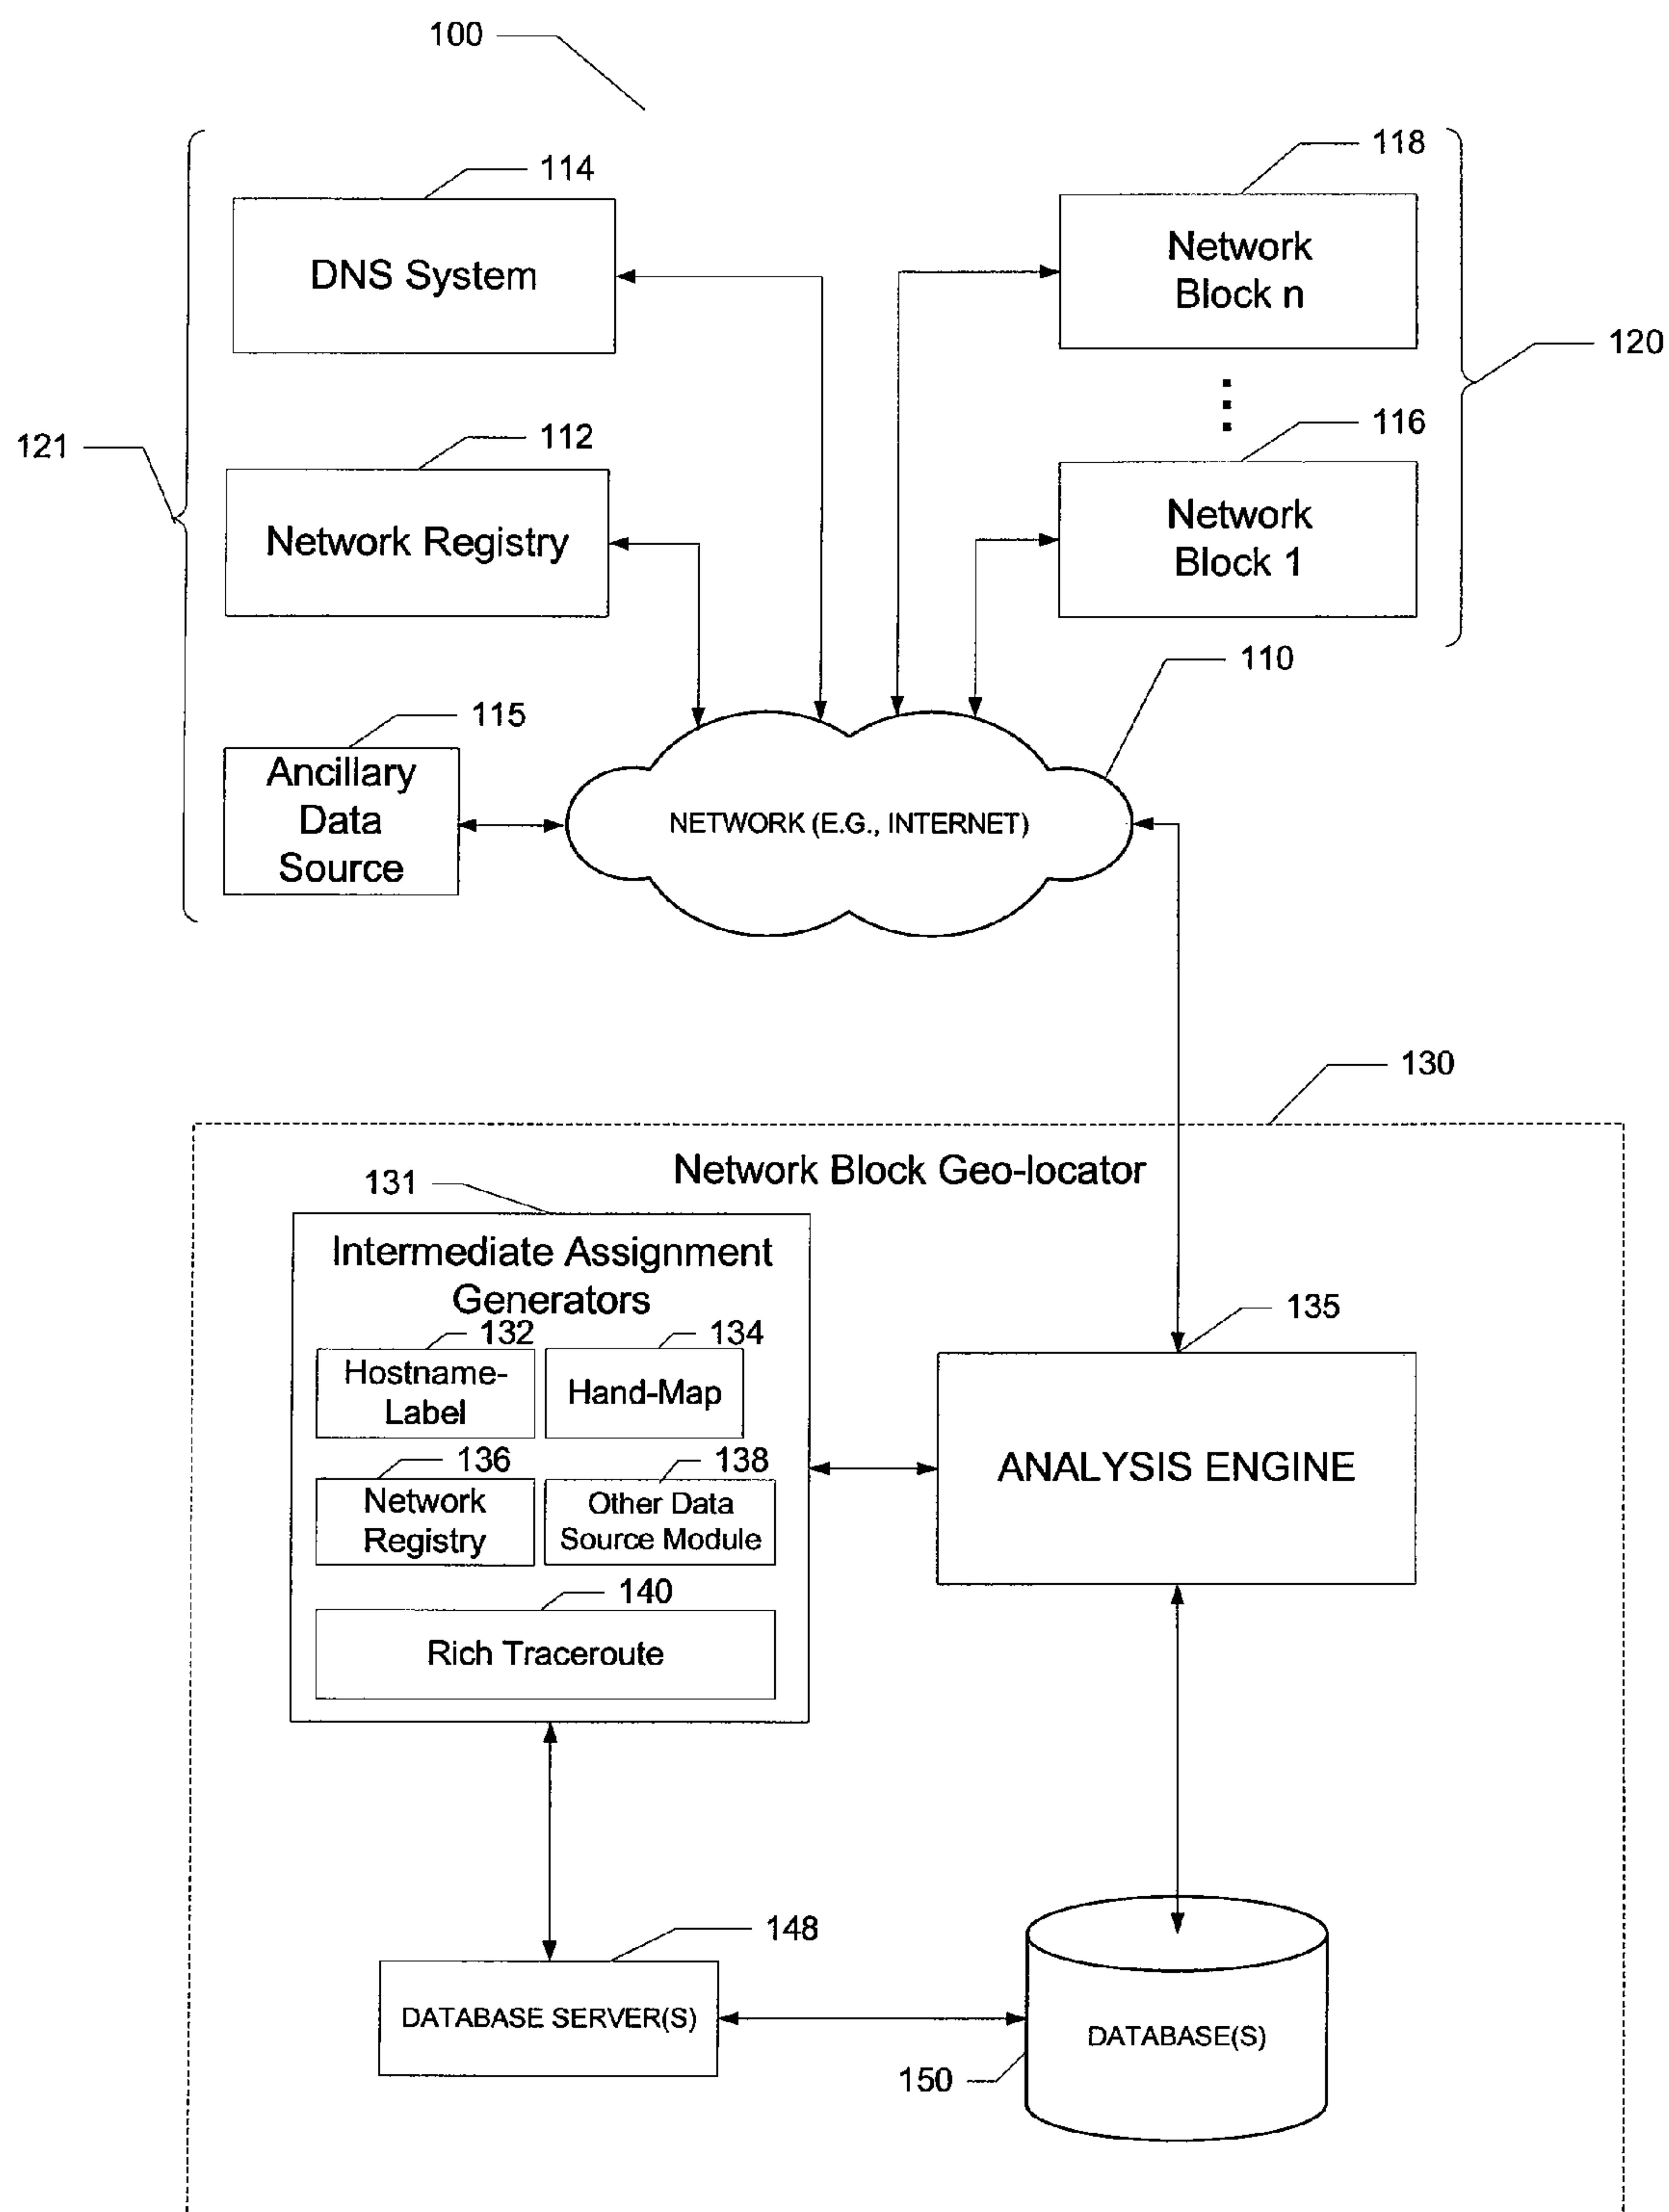 100
118
114
Network
DNS System
Block n
120
112
116
121
Network
Network Registry
Block 1
110
115
Ancillary
Data
Source
NETWORK (E.G., INTERNET)
130
Network Block Geo-locator
131
Intermediate Assignment
Generators
135
132
134
Hostname-
Label
Hand-Map
ANALYSIS ENGINE
136
138
Network
Registry
Other Data
Source Module
140
Rich Traceroute
148
DATABASE SERVER(S)
DATABASE(S)
150